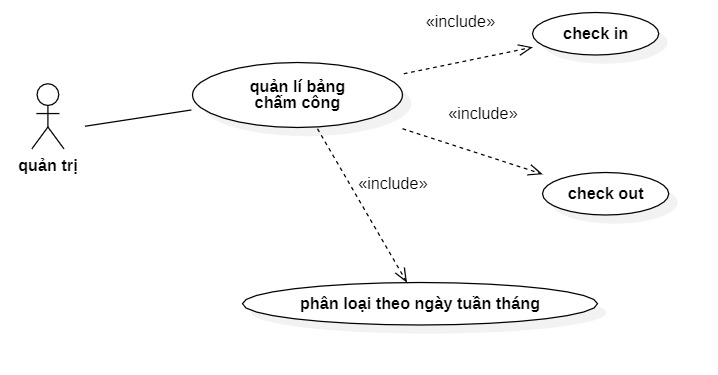 «include»
check in
quản lí bảng
chấm công
«include»
quản trị
«include»
check out
phân loại theo ngày tuần tháng